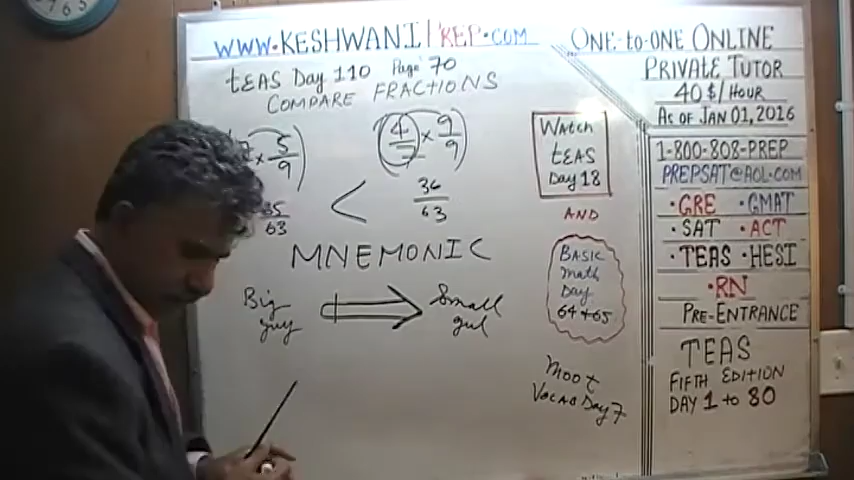 WWW.KESHWANI|KEP.COM
TEAS Day 110 Page 70
COMPARE FRACTIONS
7 × 5/9)
(4/7 × 9/9)
35/63
<
36/63
MNEMONIC
Big guy
Small
Watch
TEAS
Day 18
AND
BASIC
math
Day
64+65
Moot
VOCAB Day 7
ONE-to-ONE ONLINE
PRIVATE TUTOR
40 $/HOUR
AS OF JAN 01, 2016
1-800-808-PREP
PREPSAT@AOL.COM
•GRE •GMAT
•SAT •ACT
•TEAS •HESI
•RN
PRE-ENTRANCE
TEAS
FIFTH EDITION
DAY 1 to 80